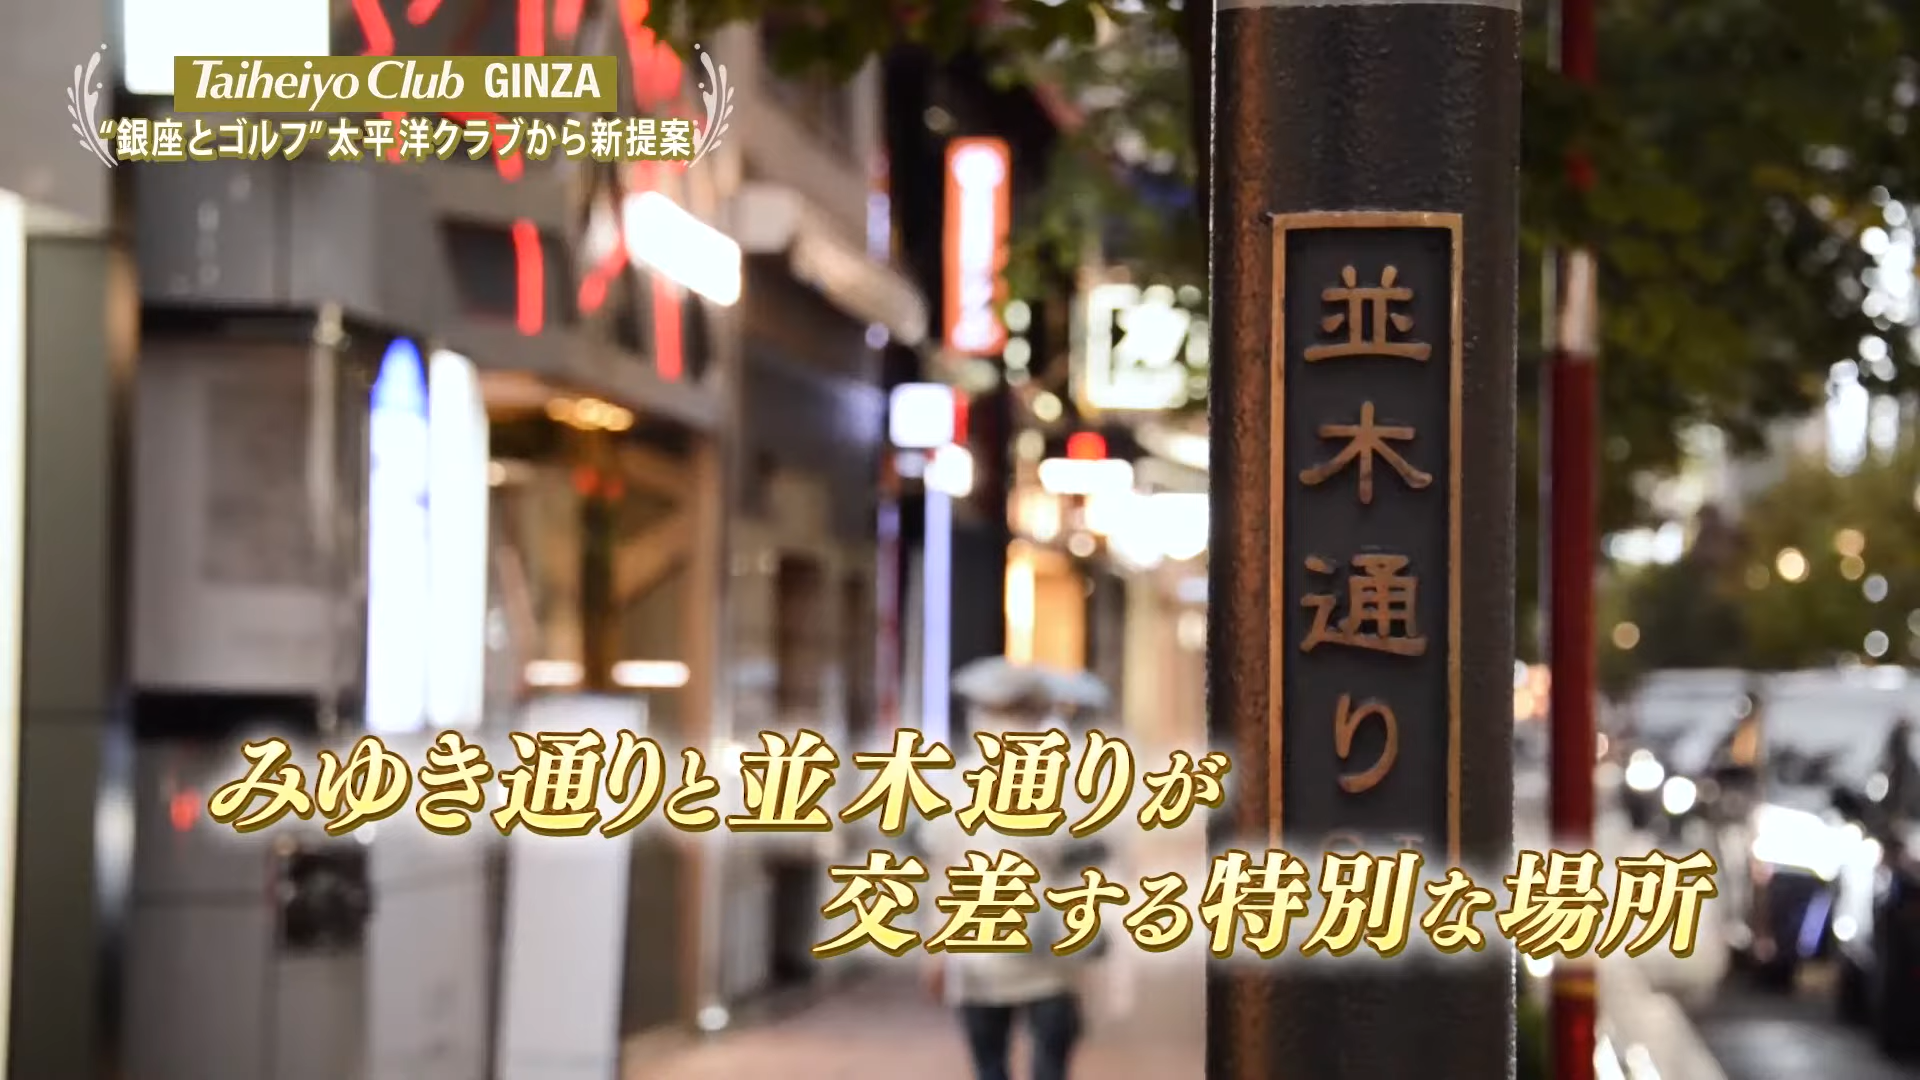 Taiheiyo Club GINZA
“銀座とゴルフ”太平洋クラブから新提案
並木通り
みゆき通りと並木通りが
交差する特別な場所